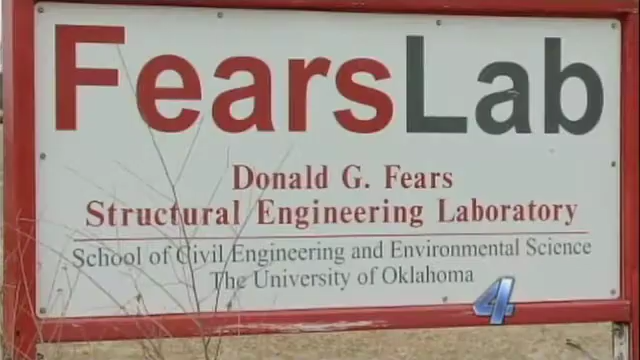 FearsLab
Donald G. Fears
Structural Engineering Laboratory
School of Civil Engineering and Environmental Science
The University of Oklahoma
4